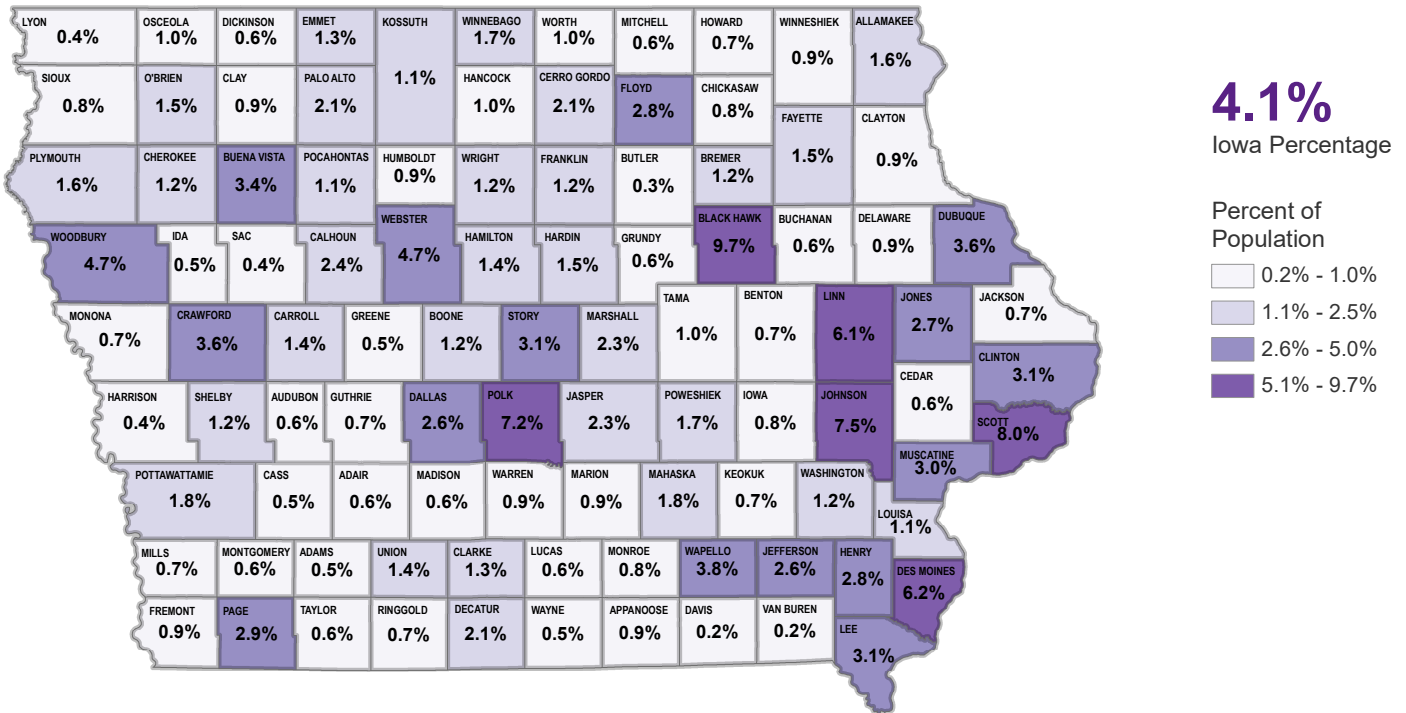 LYON
0.4%
OSCEOLA
1.0%
DICKINSON
0.6%
EMMET
1.3%
KOSSUTH
1.1%
WINNEBAGO
1.7%
WORTH
1.0%
MITCHELL
0.6%
HOWARD
0.7%
WINNESHIEK
0.9%
ALLAMAKEE
1.6%
SIOUX
0.8%
O'BRIEN
1.5%
CLAY
0.9%
PALO ALTO
2.1%
HANCOCK
1.0%
CERRO GORDO
2.1%
FLOYD
2.8%
CHICKASAW
0.8%
FAYETTE
1.5%
CLAYTON
0.9%
PLYMOUTH
1.6%
CHEROKEE
1.2%
BUENA VISTA
3.4%
POCAHONTAS
1.1%
HUMBOLDT
0.9%
WRIGHT
1.2%
FRANKLIN
1.2%
BUTLER
0.3%
BREMER
1.2%
WOODBURY
4.7%
IDA
0.5%
SAC
0.4%
CALHOUN
2.4%
WEBSTER
4.7%
HAMILTON
1.4%
HARDIN
1.5%
GRUNDY
0.6%
BLACK HAWK
9.7%
BUCHANAN
0.6%
DELAWARE
0.9%
DUBUQUE
3.6%
MONONA
0.7%
CRAWFORD
3.6%
CARROLL
1.4%
GREENE
0.5%
BOONE
1.2%
STORY
3.1%
MARSHALL
2.3%
TAMA
1.0%
BENTON
0.7%
LINN
6.1%
JONES
2.7%
JACKSON
0.7%
CLINTON
3.1%
HARRISON
0.4%
SHELBY
1.2%
AUDUBON
0.6%
GUTHRIE
0.7%
DALLAS
2.6%
POLK
7.2%
JASPER
2.3%
POWESHIEK
1.7%
IOWA
0.8%
JOHNSON
7.5%
CEDAR
0.6%
SCOTT
8.0%
MUSCATINE
3.0%
POTTAWATTAMIE
1.8%
CASS
0.5%
ADAIR
0.6%
MADISON
0.6%
WARREN
0.9%
MARION
0.9%
MAHASKA
1.8%
KEOKUK
0.7%
WASHINGTON
1.2%
LOUISA
1.1%
MILLS
0.7%
MONTGOMERY
0.6%
ADAMS
0.5%
UNION
1.4%
CLARKE
1.3%
LUCAS
0.6%
MONROE
0.8%
WAPELLO
3.8%
JEFFERSON
2.6%
HENRY
2.8%
DES MOINES
6.2%
FREMONT
0.9%
PAGE
2.9%
TAYLOR
0.6%
RINGGOLD
0.7%
DECATUR
2.1%
WAYNE
0.5%
APPANOOSE
0.9%
DAVIS
0.2%
VAN BUREN
0.2%
LEE
3.1%
4.1%
Iowa Percentage
Percent of
Population
0.2% - 1.0%
1.1% - 2.5%
2.6% - 5.0%
5.1% - 9.7%